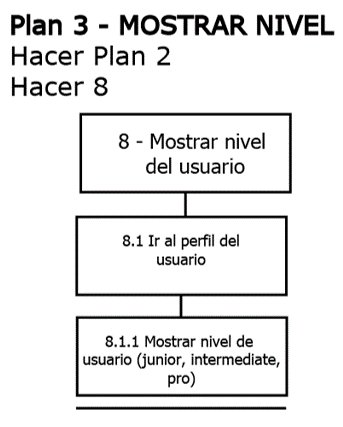 Plan 3 - MOSTRAR NIVEL
Hacer Plan 2
Hacer 8
8 - Mostrar nivel
del usuario
8.1 Ir al perfil del
usuario
8.1.1 Mostrar nivel de
usuario (junior, intermediate,
pro)